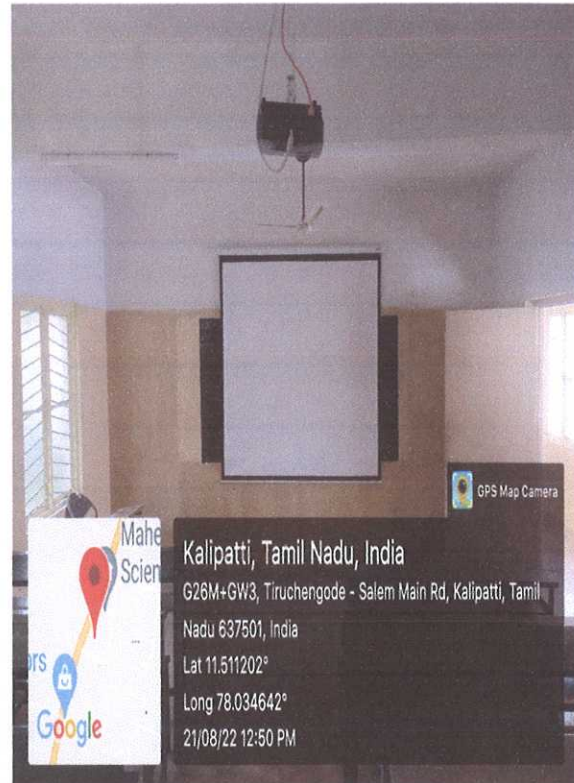 GPS Map Camera
Mahe
Scien
ors
Google
Kalipatti, Tamil Nadu, India
G26M+GW3, Tiruchengode - Salem Main Rd, Kalipatti, Tamil
Nadu 637501, India
Lat 11.511202°
Long 78.034642°
21/08/22 12:50 PM